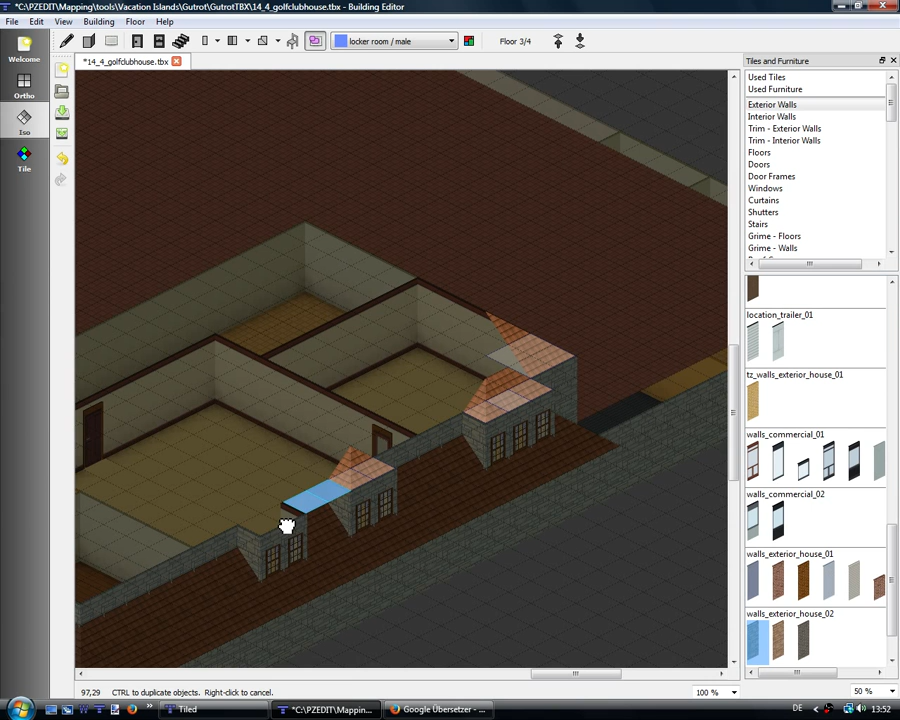 *C:\PZEDIT\Mapping\tools\Vacation Islands\Gutrot\GutrotTBX\14_4_golfclubhouse.tbx - Building Editor
File Edit View Building Floor Help
Welcome
Ortho
Iso
Tile
locker room / male
Floor 3/4
*14_4_golfclubhouse.tbx
Tiles and Furniture
Used Tiles
Used Furniture
Exterior Walls
Interior Walls
Trim - Exterior Walls
Trim - Interior Walls
Floors
Doors
Door Frames
Windows
Curtains
Shutters
Stairs
Grime - Floors
Grime - Walls
location_trailer_01
tz_walls_exterior_house_01
walls_commercial_01
walls_commercial_02
walls_exterior_house_01
walls_exterior_house_02
97,29 CTRL to duplicate objects. Right-click to cancel.
100 %
50 %
Tiled
*C:\PZEDIT\Mappin...
Google Übersetzer - ...
DE
13:52